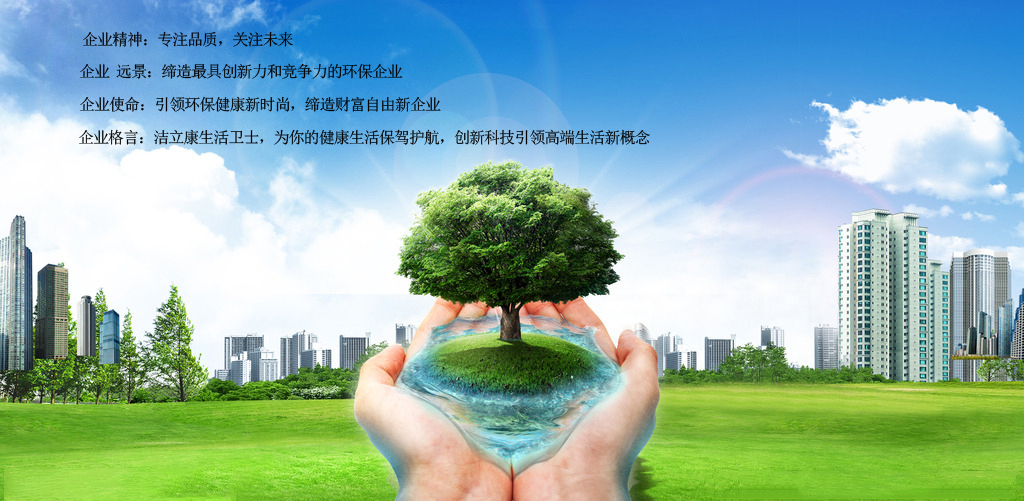 企业精神：专注品质，关注未来
企业 远景：缔造最具创新力和竞争力的环保企业
企业使命：引领环保健康新时尚，缔造财富自由新企业
企业格言：洁立康生活卫士，为你的健康生活保驾护航，创新科技引领高端生活新概念